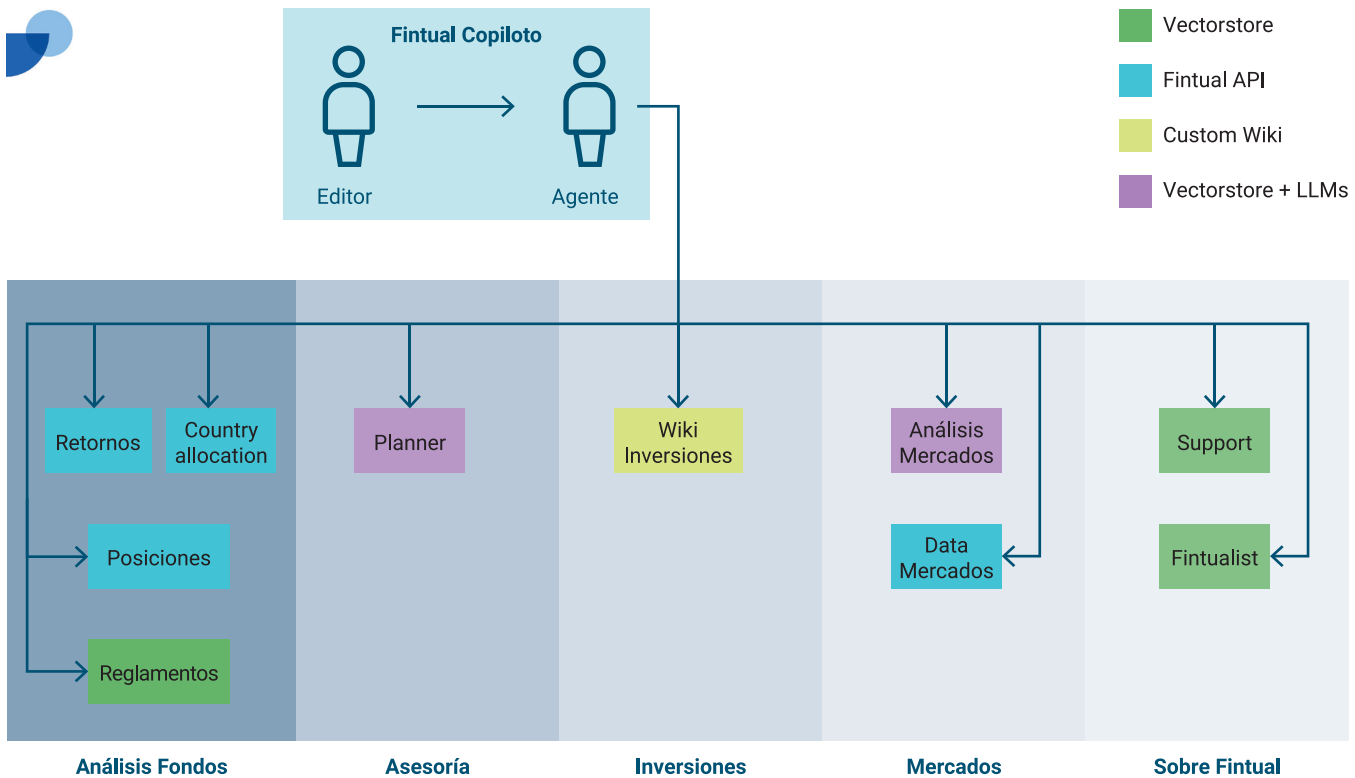 Fintual Copiloto
Editor
Agente
Vectorstore
Fintual API
Custom Wiki
Vectorstore + LLMs
Retornos
Country
allocation
Posiciones
Reglamentos
Planner
Wiki
Inversiones
Análisis
Mercados
Data
Mercados
Support
Fintualist
Análisis Fondos
Asesoría
Inversiones
Mercados
Sobre Fintual